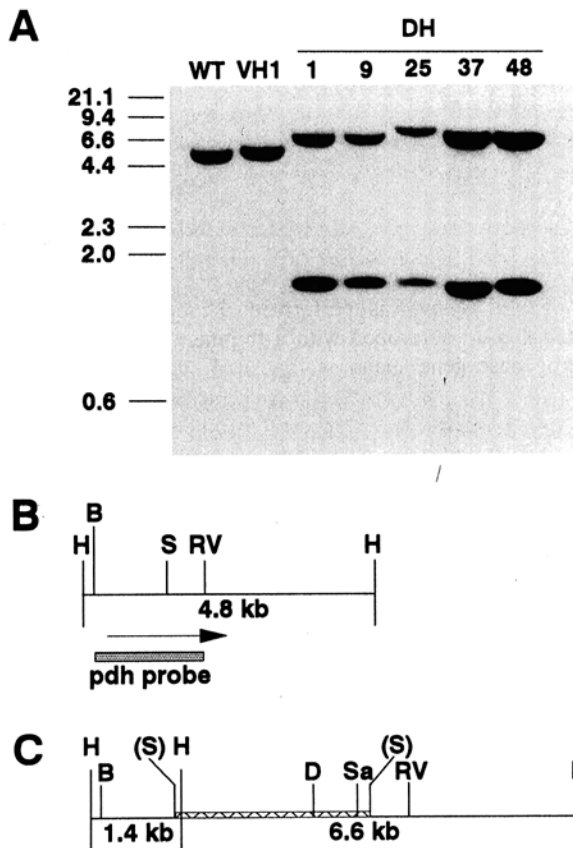 A
DH
WT VH1 1 9 25 37 48
21.1
9.4
6.6
4.4
2.3
2.0
0.6
B
B
H S RV H
4.8 kb
pdh probe
C
H (S) H (S)
B D Sa RV
1.4 kb 6.6 kb